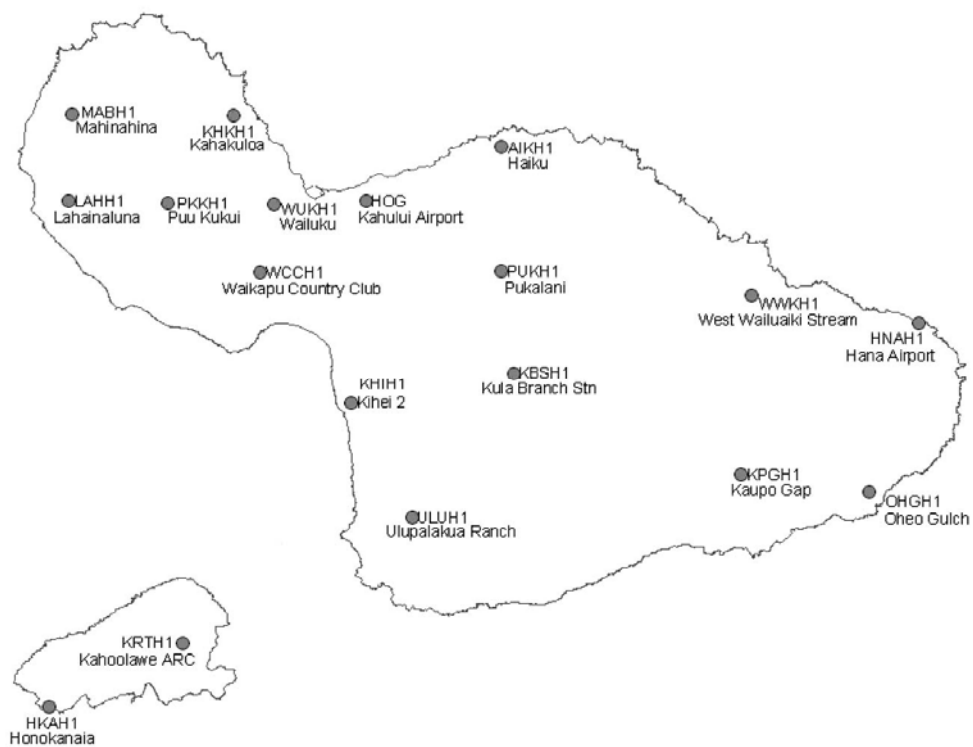 MABH1
Mahinahina
KHKH1
Kahakuloa
AIKH1
Haiku
LAHH1
Lahainaluna
PKKH1
Puu Kukui
WUKH1
Wailuku
HOG
Kahului Airport
WCCH1
Waikapu Country Club
PUKH1
Pukalani
WWKH1
West Wailuaiki Stream
HNAH1
Hana Airport
KBSH1
Kula Branch Stn
KHIH1
Kihei 2
KPGH1
Kaupo Gap
OHGH1
Oheo Gulch
ULUH1
Ulupalakua Ranch
KRTH1
Kahoolawe ARC
HKAH1
Honokanaia